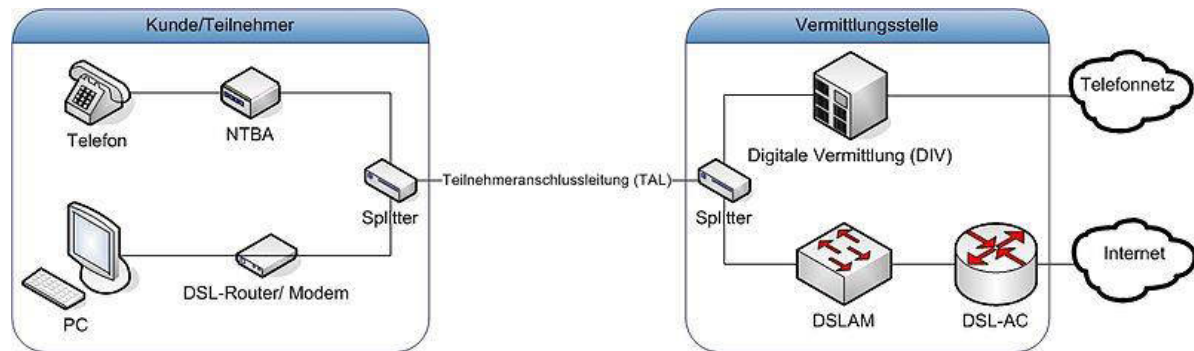 Kunde/Teilnehmer
Telefon
NTBA
Splitter
PC
DSL-Router/ Modem
Teilnehmeranschlussleitung (TAL)
Vermittlungsstelle
Digitale Vermittlung (DIV)
Splitter
DSLAM
DSL-AC
Telefonnetz
Internet